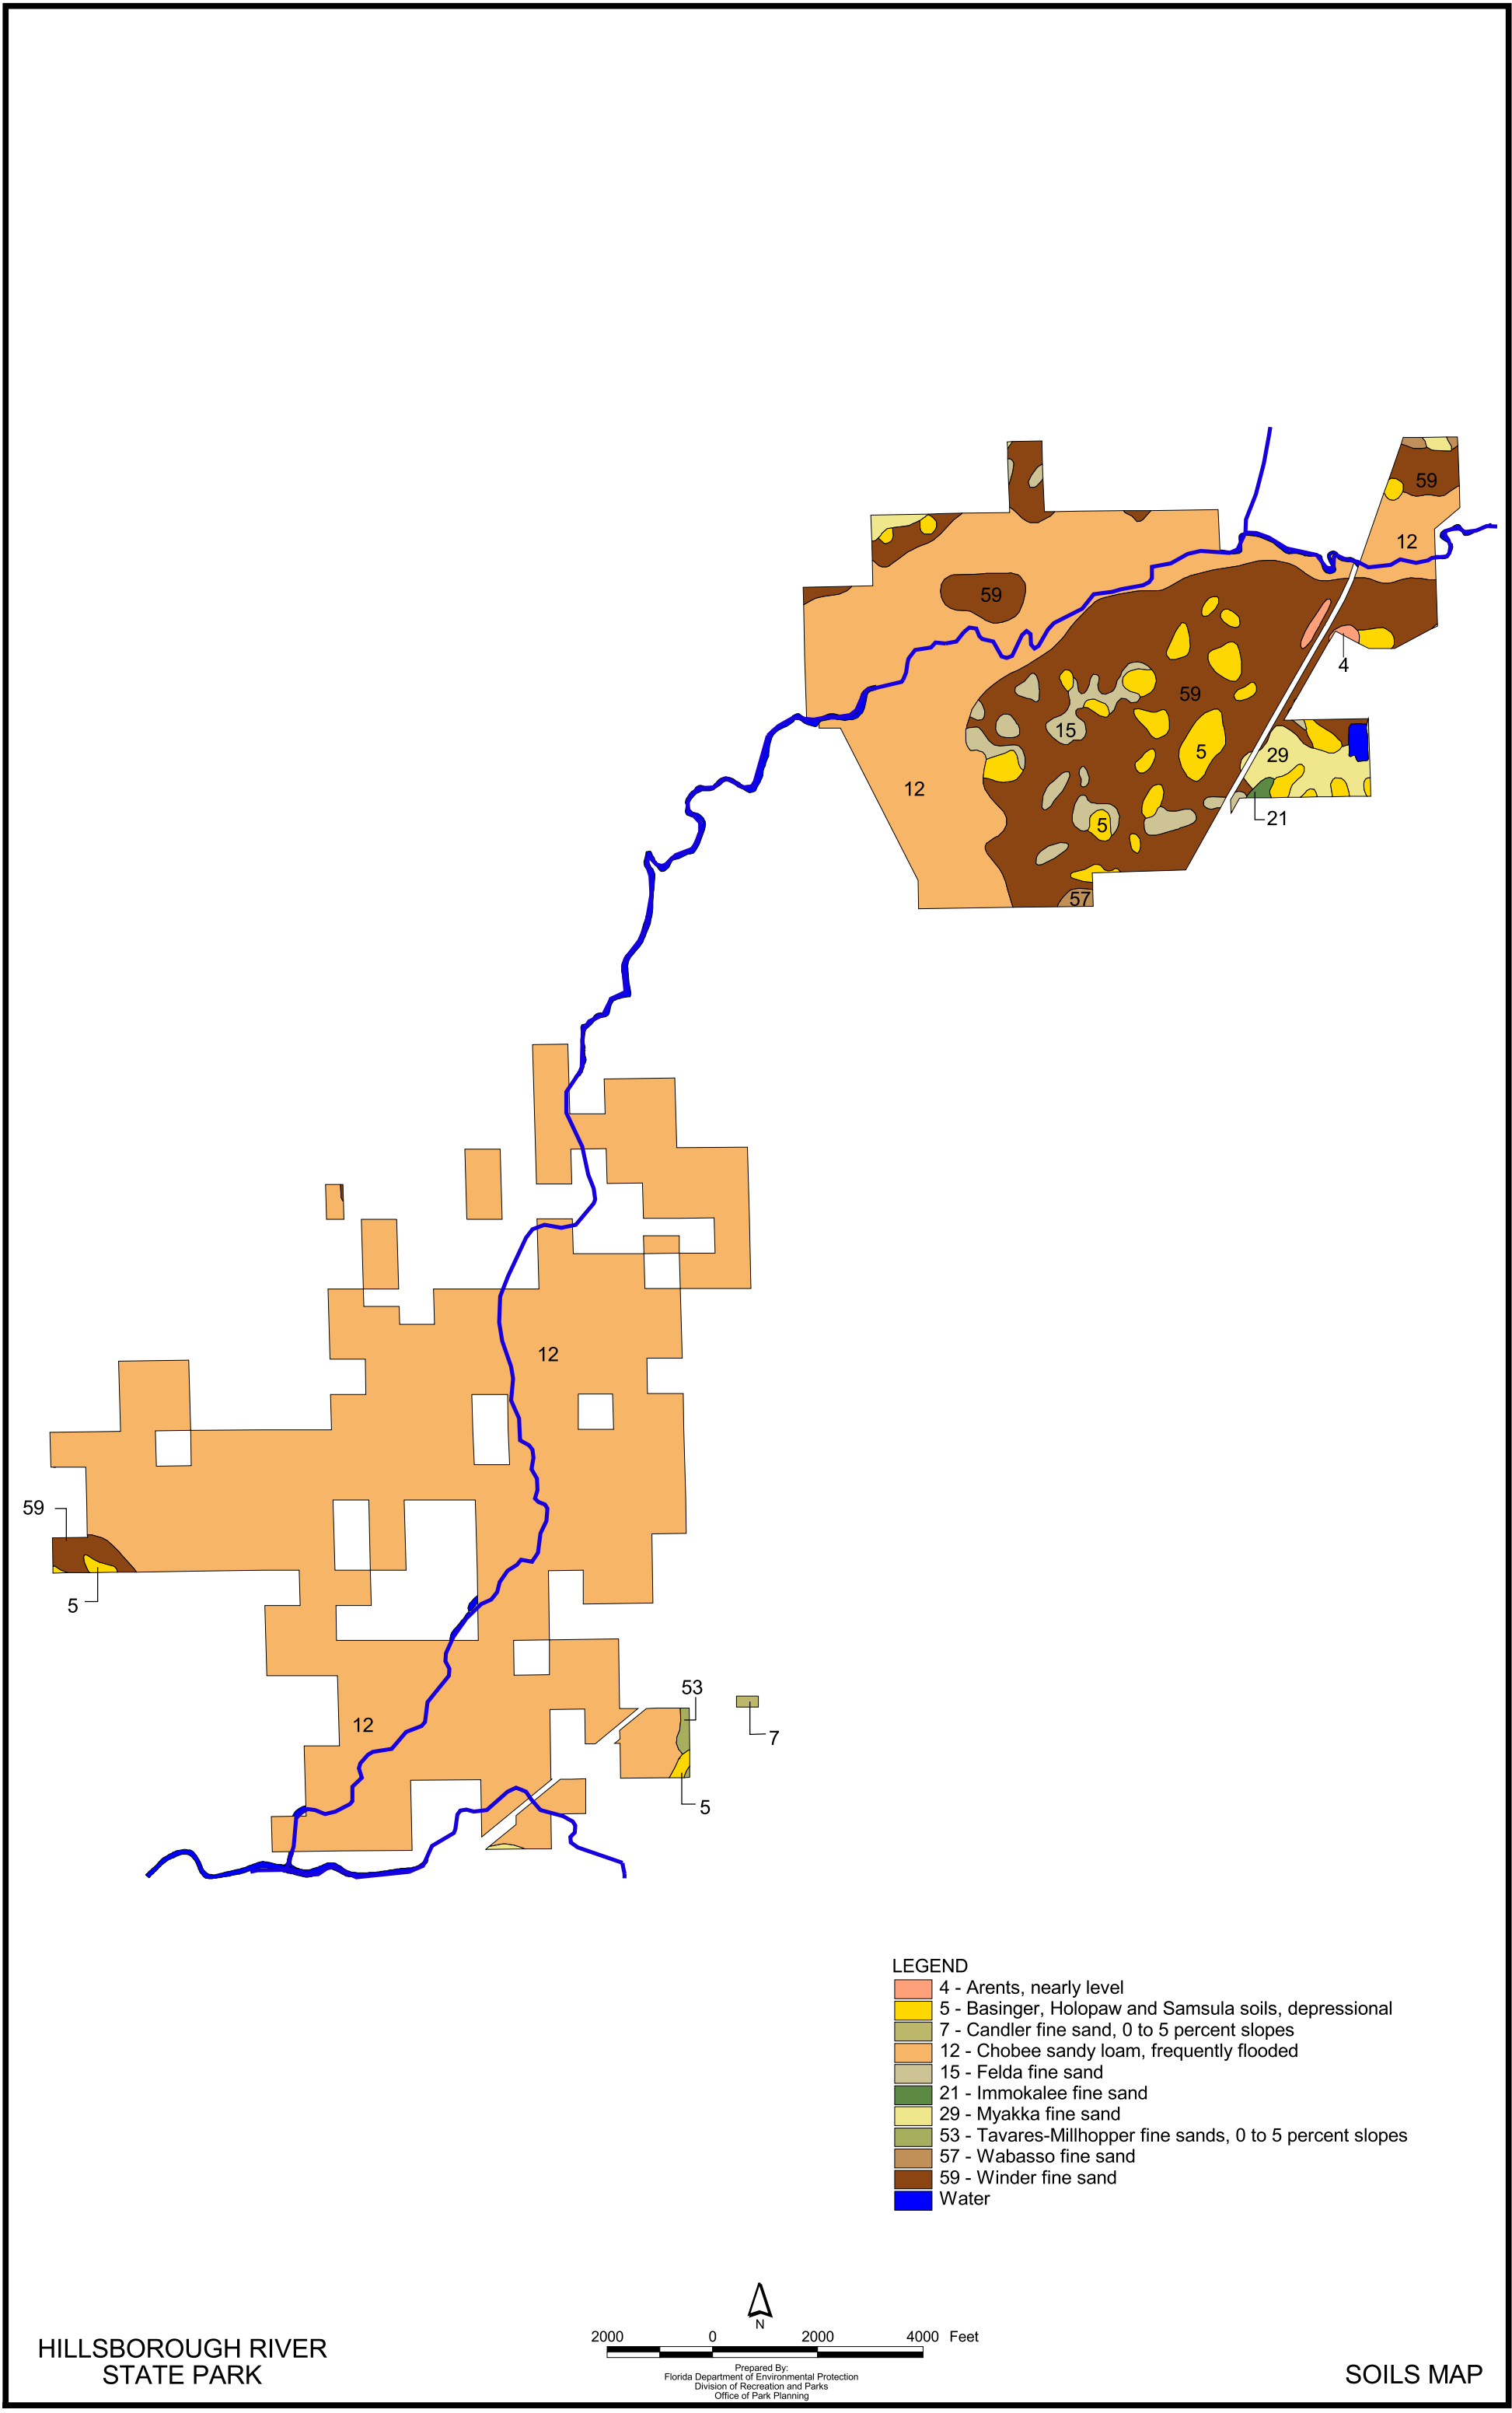 59
12
59
4
59
15
5
29
12
5
21
57
12
59
5
53
12
7
5
LEGEND
4 - Arents, nearly level
5 - Basinger, Holopaw and Samsula soils, depressional
7 - Candler fine sand, 0 to 5 percent slopes
12 - Chobee sandy loam, frequently flooded
15 - Felda fine sand
21 - Immokalee fine sand
29 - Myakka fine sand
53 - Tavares-Millhopper fine sands, 0 to 5 percent slopes
57 - Wabasso fine sand
59 - Winder fine sand
Water
N
2000 0 2000 4000 Feet
Prepared By:
Florida Department of Environmental Protection
Division of Recreation and Parks
Office of Park Planning
HILLSBOROUGH RIVER
STATE PARK
SOILS MAP